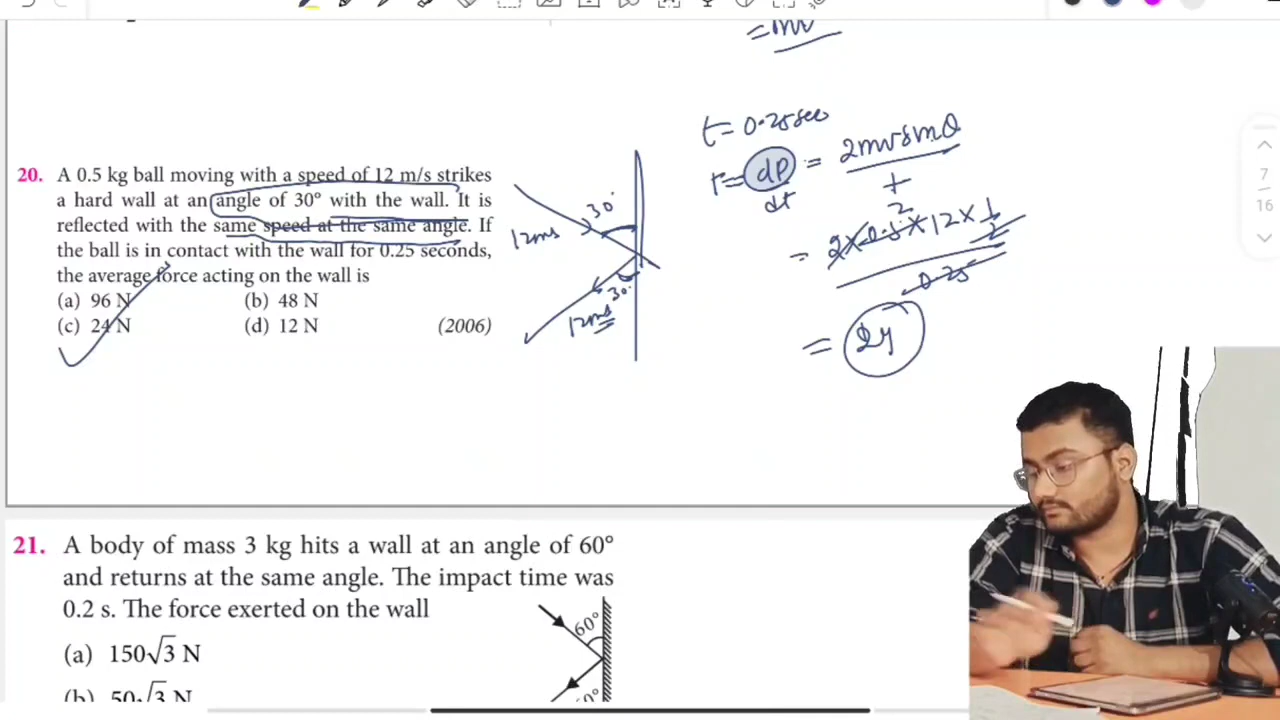 =mv
t=0.25sec
F=dp/dt = 2mvsinθ/t
20. A 0.5 kg ball moving with a speed of 12 m/s strikes
a hard wall at an angle of 30° with the wall. It is
reflected with the same speed at the same angle. If
the ball is in contact with the wall for 0.25 seconds,
the average force acting on the wall is
(a) 96 N (b) 48 N
(c) 24 N (d) 12 N (2006)
30°
12ms
30°
12ms
2
= 2×0.5×12×1/2
0.25
= 24
21. A body of mass 3 kg hits a wall at an angle of 60°
and returns at the same angle. The impact time was
0.2 s. The force exerted on the wall
60°
(a) 150√3 N
(b) 50√3 N
7
16